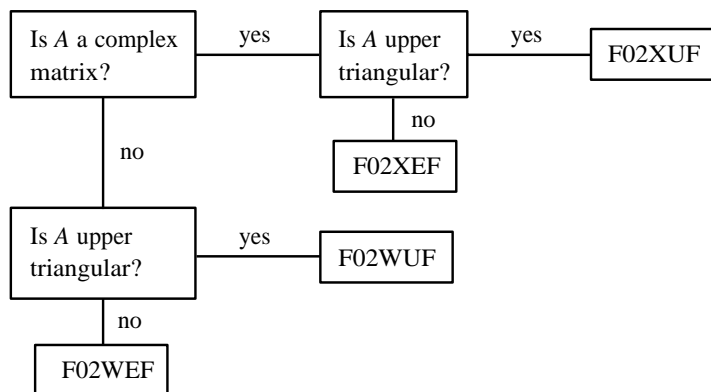 Is A a complex
matrix?
yes
Is A upper
triangular?
yes
F02XUF
no
F02XEF
no
Is A upper
triangular?
yes
F02WUF
no
F02WEF